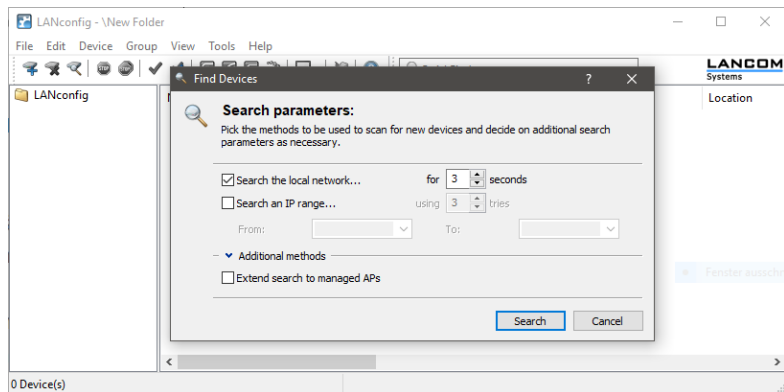 LANconfig - \New Folder
File Edit Device Group View Tools Help
LANCOM
Systems
Find Devices
LANconfig
Location
Search parameters:
Pick the methods to be used to scan for new devices and decide on additional search
parameters as necessary.
Search the local network... for 3 seconds
Search an IP range... using 3 tries
From: To:
Additional methods
Extend search to managed APs
Fenster
Search Cancel
0 Device(s)